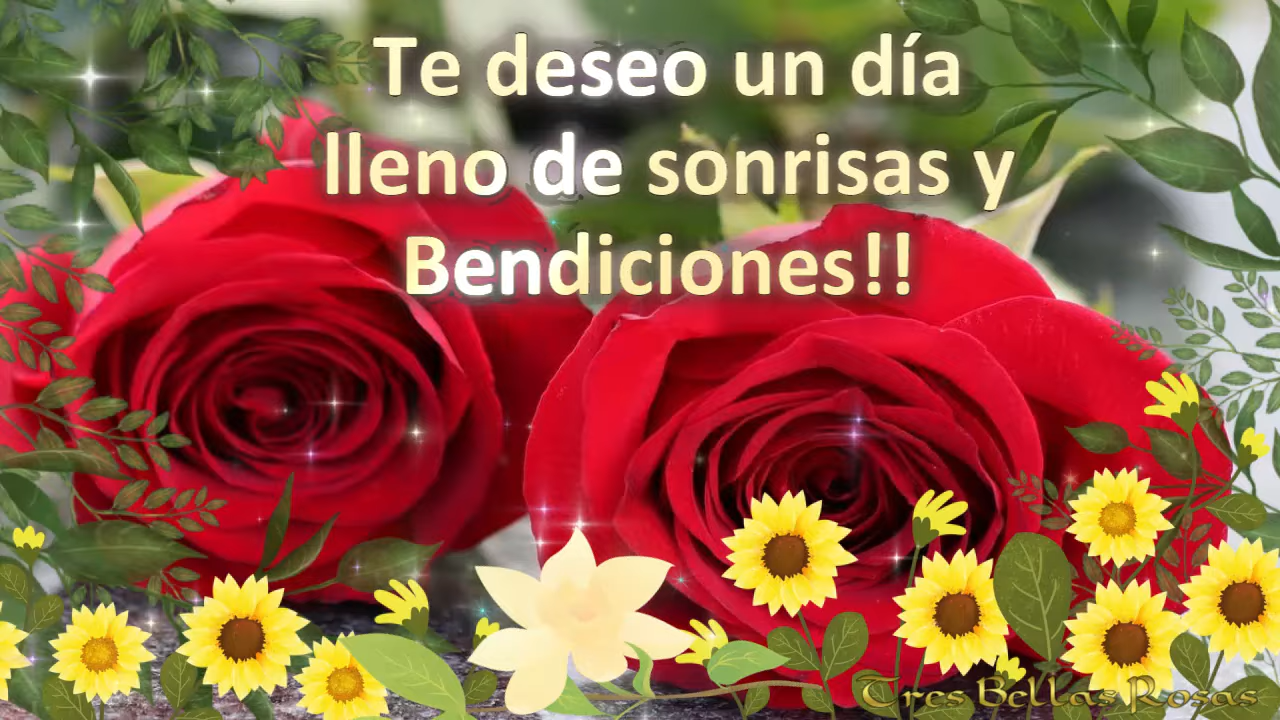 Te deseo un día
lleno de sonrisas y
Bendiciones!!
Tres Bellas Rosas